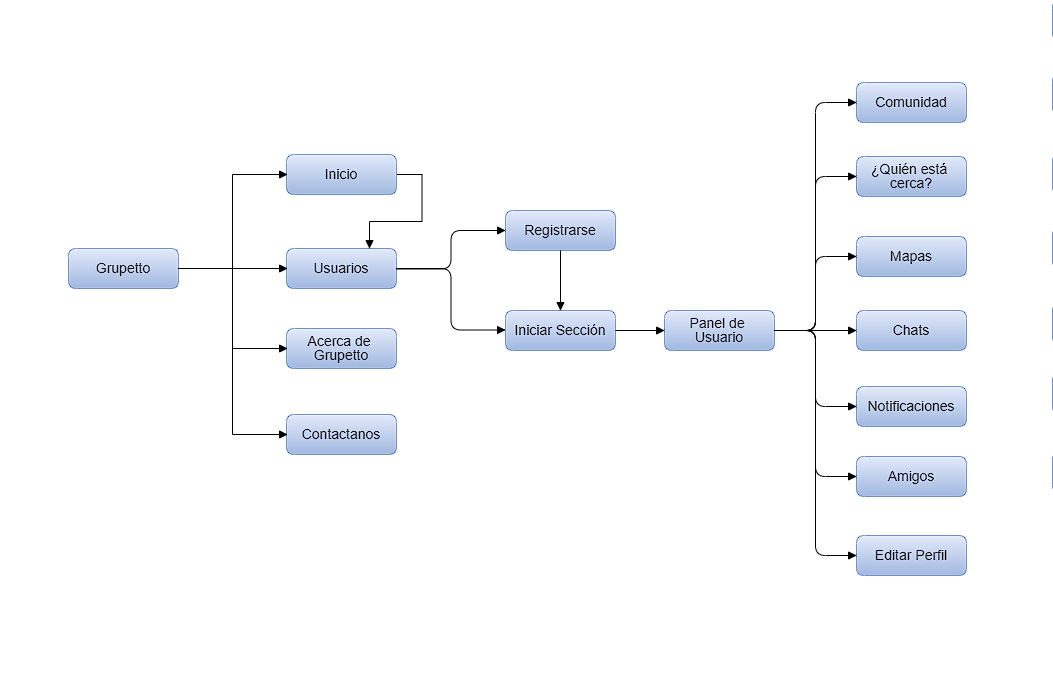 Grupetto
Inicio
Usuarios
Acerca de
Grupetto
Contactanos
Registrarse
Iniciar Sección
Panel de
Usuario
Comunidad
¿Quién está
cerca?
Mapas
Chats
Notificaciones
Amigos
Editar Perfil